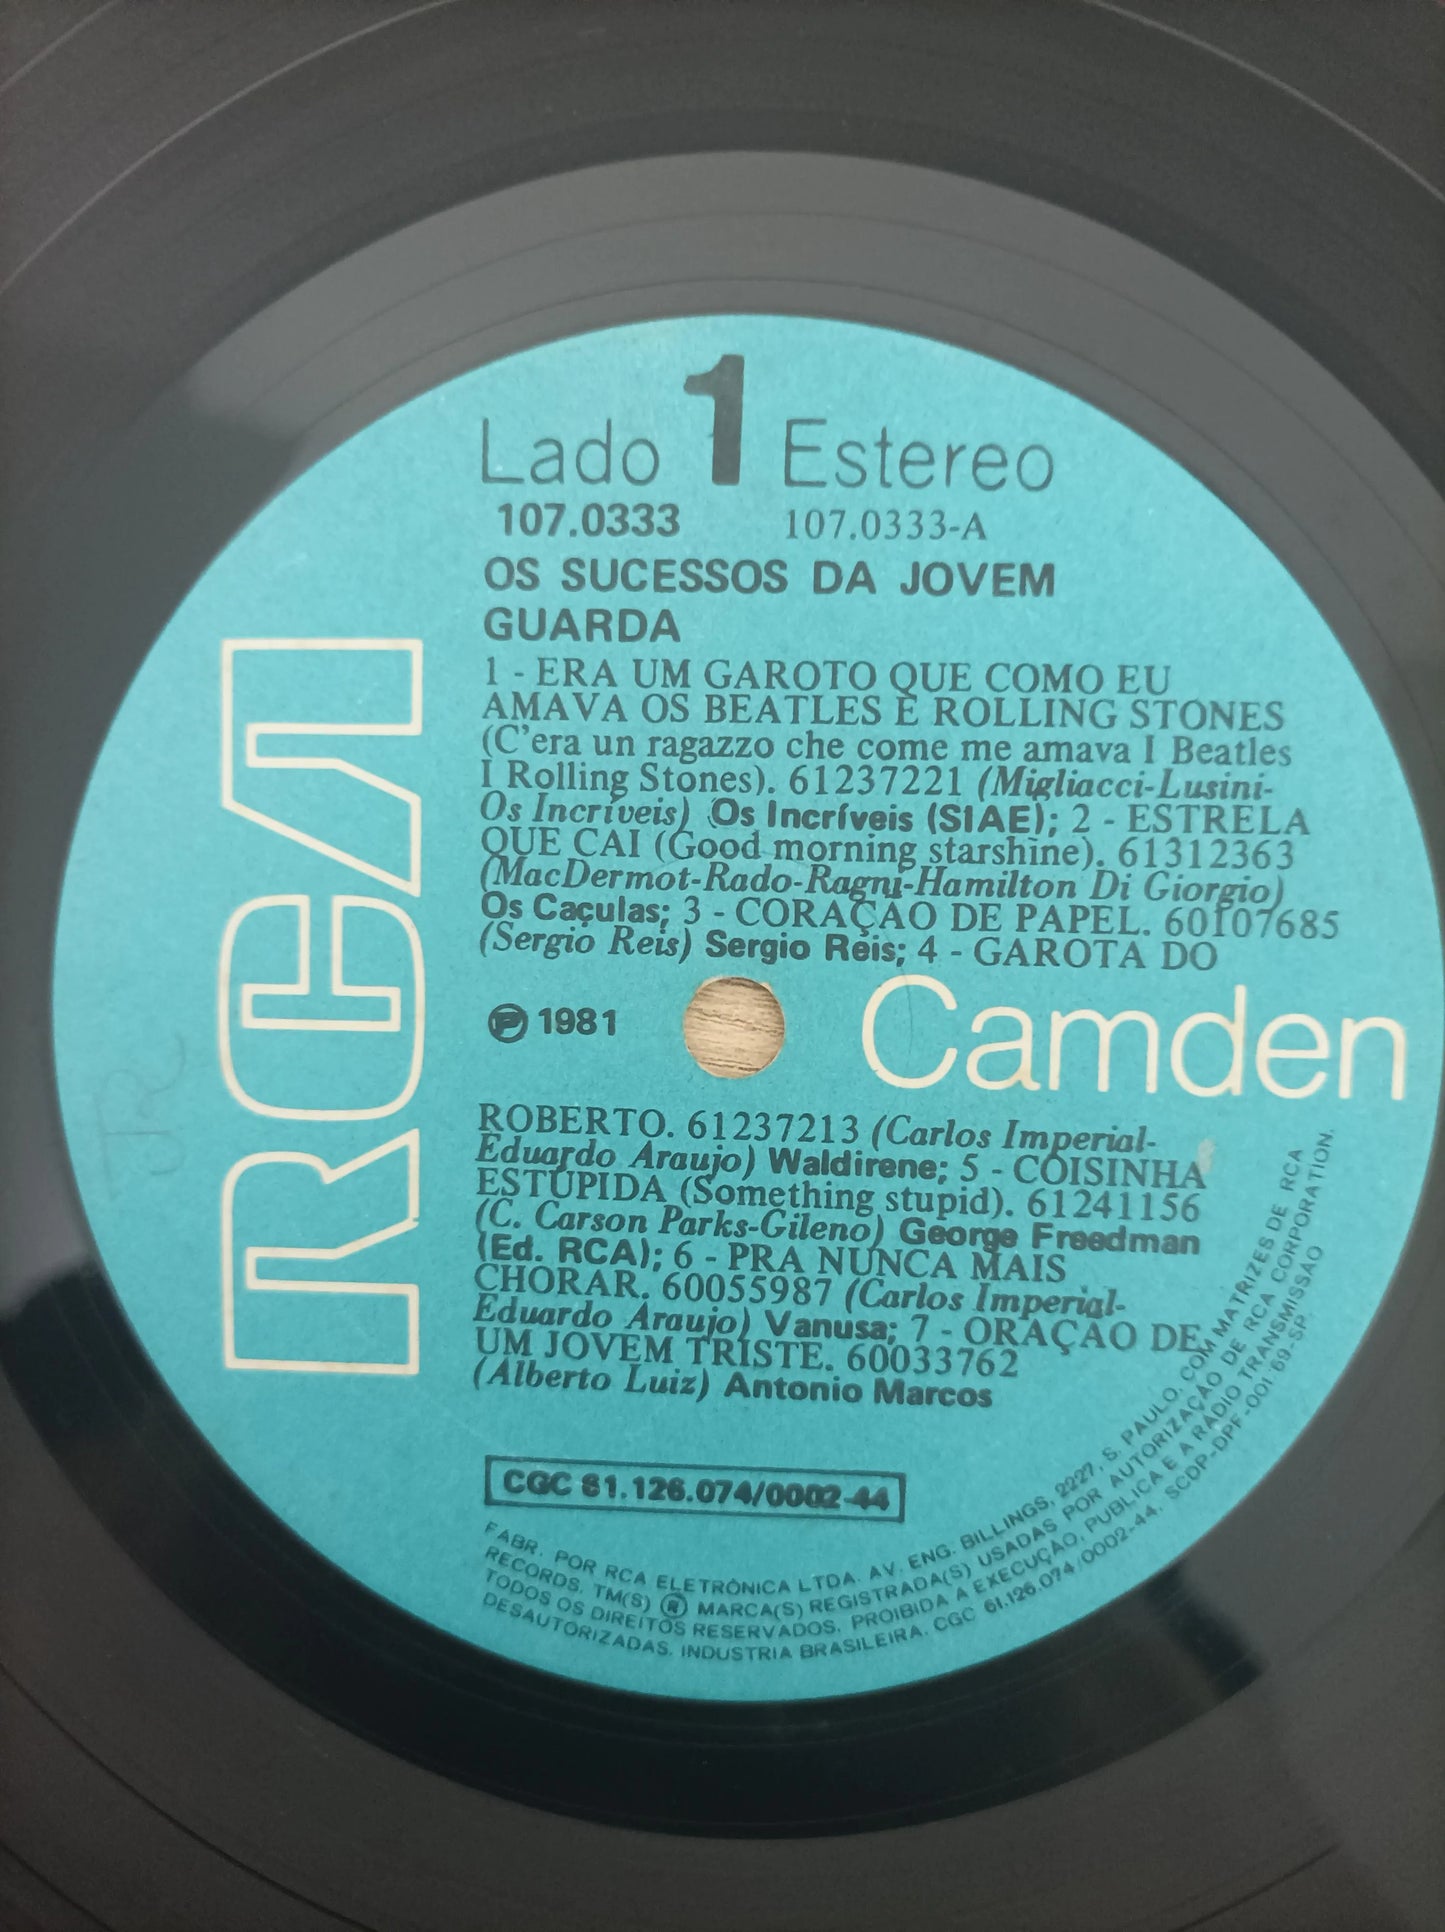 Lado 1 Estereo
107.0333 107.0333-A
OS SUCESSOS DA JOVEM
GUARDA
1 - ERA UM GAROTO QUE COMO EU
AMAVA OS BEATLES E ROLLING STONES
(C'era un ragazzo che come me amava I Beatles
I Rolling Stones). 61237221 (Migliacci-Lusini-
Os Incríveis) Os Incríveis (SIAE); 2 - ESTRELA
QUE CAI (Good morning starshine). 61312363
(MacDermot-Rado-Ragni-Hamilton Di Giorgio)
Os Caçulas; 3 - CORAÇAO DE PAPEL. 60107685
(Sergio Reis) Sergio Reis; 4 - GAROTA DO
RCA
℗ 1981
Camden
ROBERTO. 61237213 (Carlos Imperial-
Eduardo Araujo) Waldirene; 5 - COISINHA
ESTUPIDA (Something stupid). 61241156
(C. Carson Parks-Gileno) George Freedman
(Ed. RCA); 6 - PRA NUNCA MAIS
CHORAR. 60055987 (Carlos Imperial-
Eduardo Araujo) Vanusa; 7 - ORAÇAO DE
UM JOVEM TRISTE. 60033762
(Alberto Luiz) Antonio Marcos
CGC 61.126.074/0002-44
FABR. POR RCA ELETRÔNICA LTDA. AV. ENG. BILLINGS, 2227, S. PAULO, COM MATRIZES DE RCA
RECORDS. TM(S) ® MARCA(S) REGISTRADA(S) USADAS POR AUTORIZAÇÃO DE RCA CORPORATION.
TODOS OS DIREITOS RESERVADOS. PROIBIDA A EXECUÇÃO, PUBLICA E A RÁDIO TRANSMISSÃO
DESAUTORIZADAS. INDUSTRIA BRASILEIRA. CGC 61.126.074/0002-44. SCDP-DPF-001/69-SP